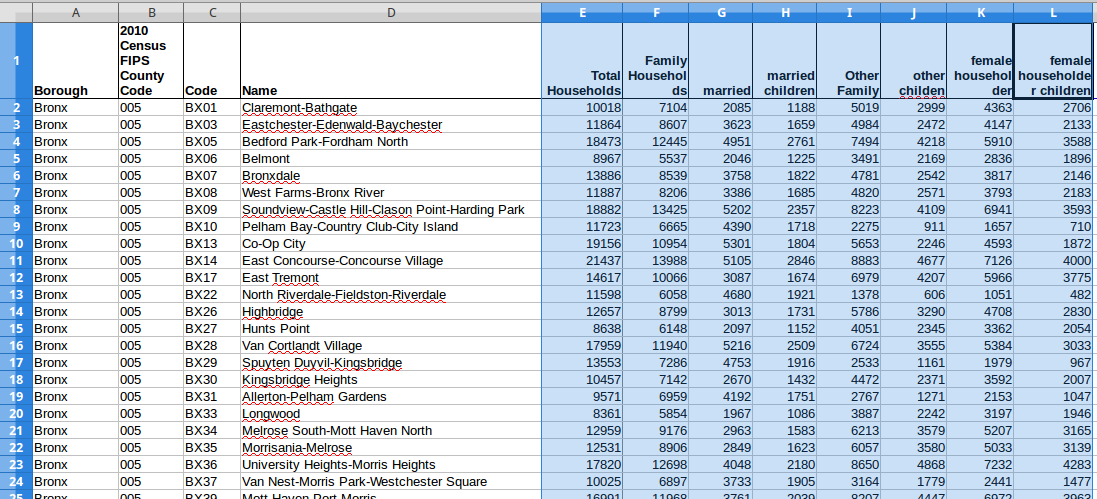 A B C D E F G H I J K L
1 Borough 2010 Census FIPS County Code Code Name Total Households Family Househol ds married married children Other Family other childen female househol der female householde r children
2 Bronx 005 BX01 Claremont-Bathgate 10018 7104 2085 1188 5019 2999 4363 2706
3 Bronx 005 BX03 Eastchester-Edenwald-Baychester 11864 8607 3623 1659 4984 2472 4147 2133
4 Bronx 005 BX05 Bedford Park-Fordham North 18473 12445 4951 2761 7494 4218 5910 3588
5 Bronx 005 BX06 Belmont 8967 5537 2046 1225 3491 2169 2836 1896
6 Bronx 005 BX07 Bronxdale 13886 8539 3758 1822 4781 2542 3817 2146
7 Bronx 005 BX08 West Farms-Bronx River 11887 8206 3386 1685 4820 2571 3793 2183
8 Bronx 005 BX09 Soundview-Castle Hill-Clason Point-Harding Park 18882 13425 5202 2357 8223 4109 6941 3593
9 Bronx 005 BX10 Pelham Bay-Country Club-City Island 11723 6665 4390 1718 2275 911 1657 710
10 Bronx 005 BX13 Co-Op City 19156 10954 5301 1804 5653 2246 4593 1872
11 Bronx 005 BX14 East Concourse-Concourse Village 21437 13988 5105 2846 8883 4677 7126 4000
12 Bronx 005 BX17 East Tremont 14617 10066 3087 1674 6979 4207 5966 3775
13 Bronx 005 BX22 North Riverdale-Fieldston-Riverdale 11598 6058 4680 1921 1378 606 1051 482
14 Bronx 005 BX26 Highbridge 12657 8799 3013 1731 5786 3290 4708 2830
15 Bronx 005 BX27 Hunts Point 8638 6148 2097 1152 4051 2345 3362 2054
16 Bronx 005 BX28 Van Cortlandt Village 17959 11940 5216 2509 6724 3555 5384 3033
17 Bronx 005 BX29 Spuyten Duyvil-Kingsbridge 13553 7286 4753 1916 2533 1161 1979 967
18 Bronx 005 BX30 Kingsbridge Heights 10457 7142 2670 1432 4472 2371 3592 2007
19 Bronx 005 BX31 Allerton-Pelham Gardens 9571 6959 4192 1751 2767 1271 2153 1047
20 Bronx 005 BX33 Longwood 8361 5854 1967 1086 3887 2242 3197 1946
21 Bronx 005 BX34 Melrose South-Mott Haven North 12959 9176 2963 1583 6213 3579 5207 3165
22 Bronx 005 BX35 Morrisania-Melrose 12531 8906 2849 1623 6057 3580 5033 3139
23 Bronx 005 BX36 University Heights-Morris Heights 17820 12698 4048 2180 8650 4868 7232 4283
24 Bronx 005 BX37 Van Nest-Morris Park-Westchester Square 10025 6897 3733 1905 3164 1779 2441 1477
25 Bronx 005 BX39 Mott Haven-Port Morris 16991 11968 3761 2039 8207 4447 6972 3963